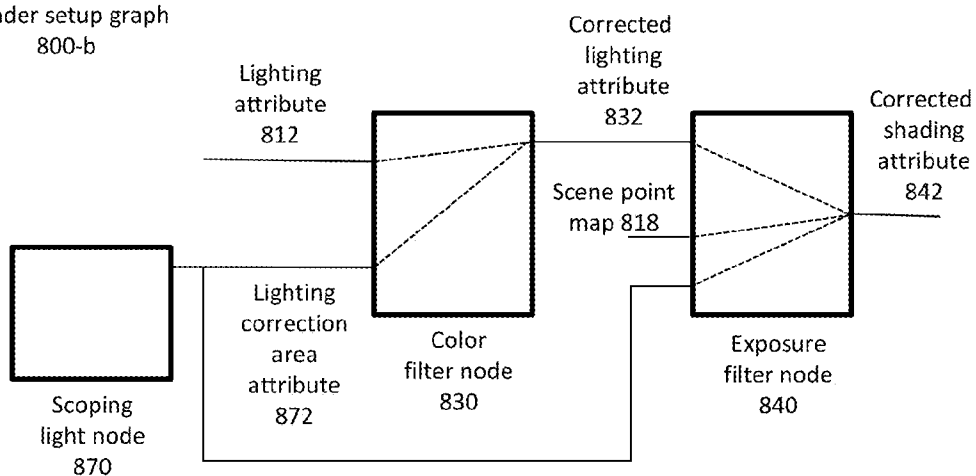 setup graph
800-b
Lighting
attribute
812
Corrected
lighting
attribute
832
Corrected
shading
attribute
842
Scene point
map 818
Lighting
correction
area
attribute
872
Color
filter node
830
Exposure
filter node
840
Scoping
light node
870